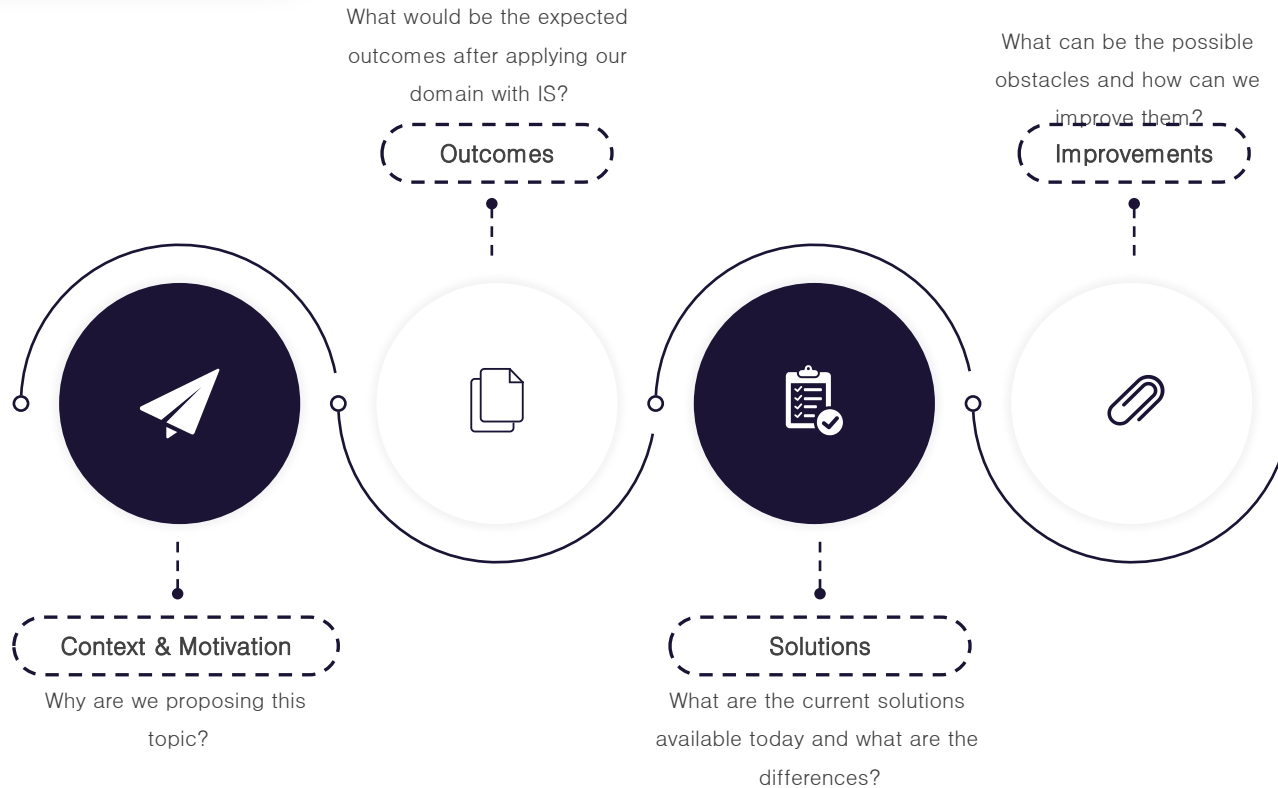 What would be the expected
outcomes after applying our
domain with IS?
Outcomes
What can be the possible
obstacles and how can we
improve them?
Improvements
Context & Motivation
Why are we proposing this
topic?
Solutions
What are the current solutions
available today and what are the
differences?